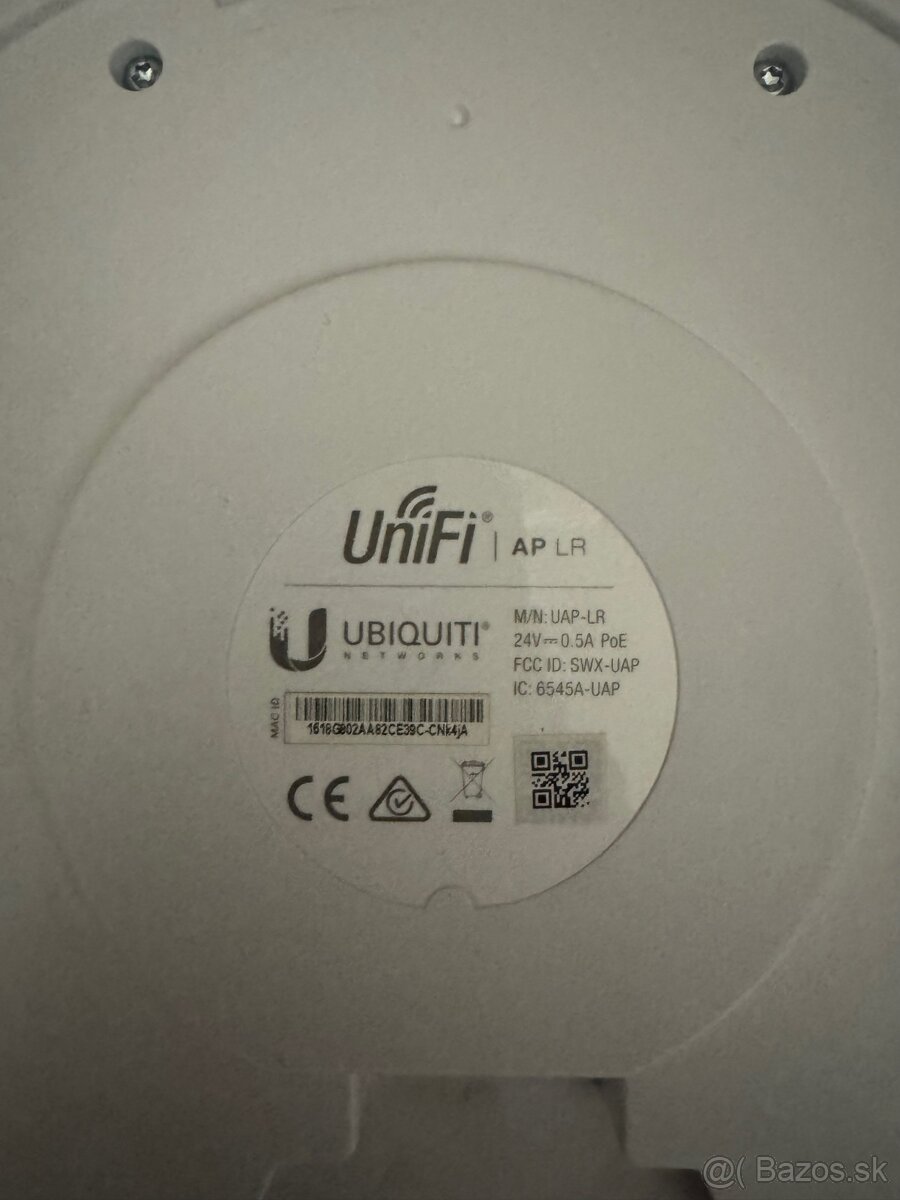 UniFi® | AP LR
UBIQUITI®
NETWORKS
M/N: UAP-LR
24V⎓0.5A PoE
FCC ID: SWX-UAP
IC: 6545A-UAP
MAC ID
1618G802AA82CE39C-CNk4jA
CE
@( Bazos.sk